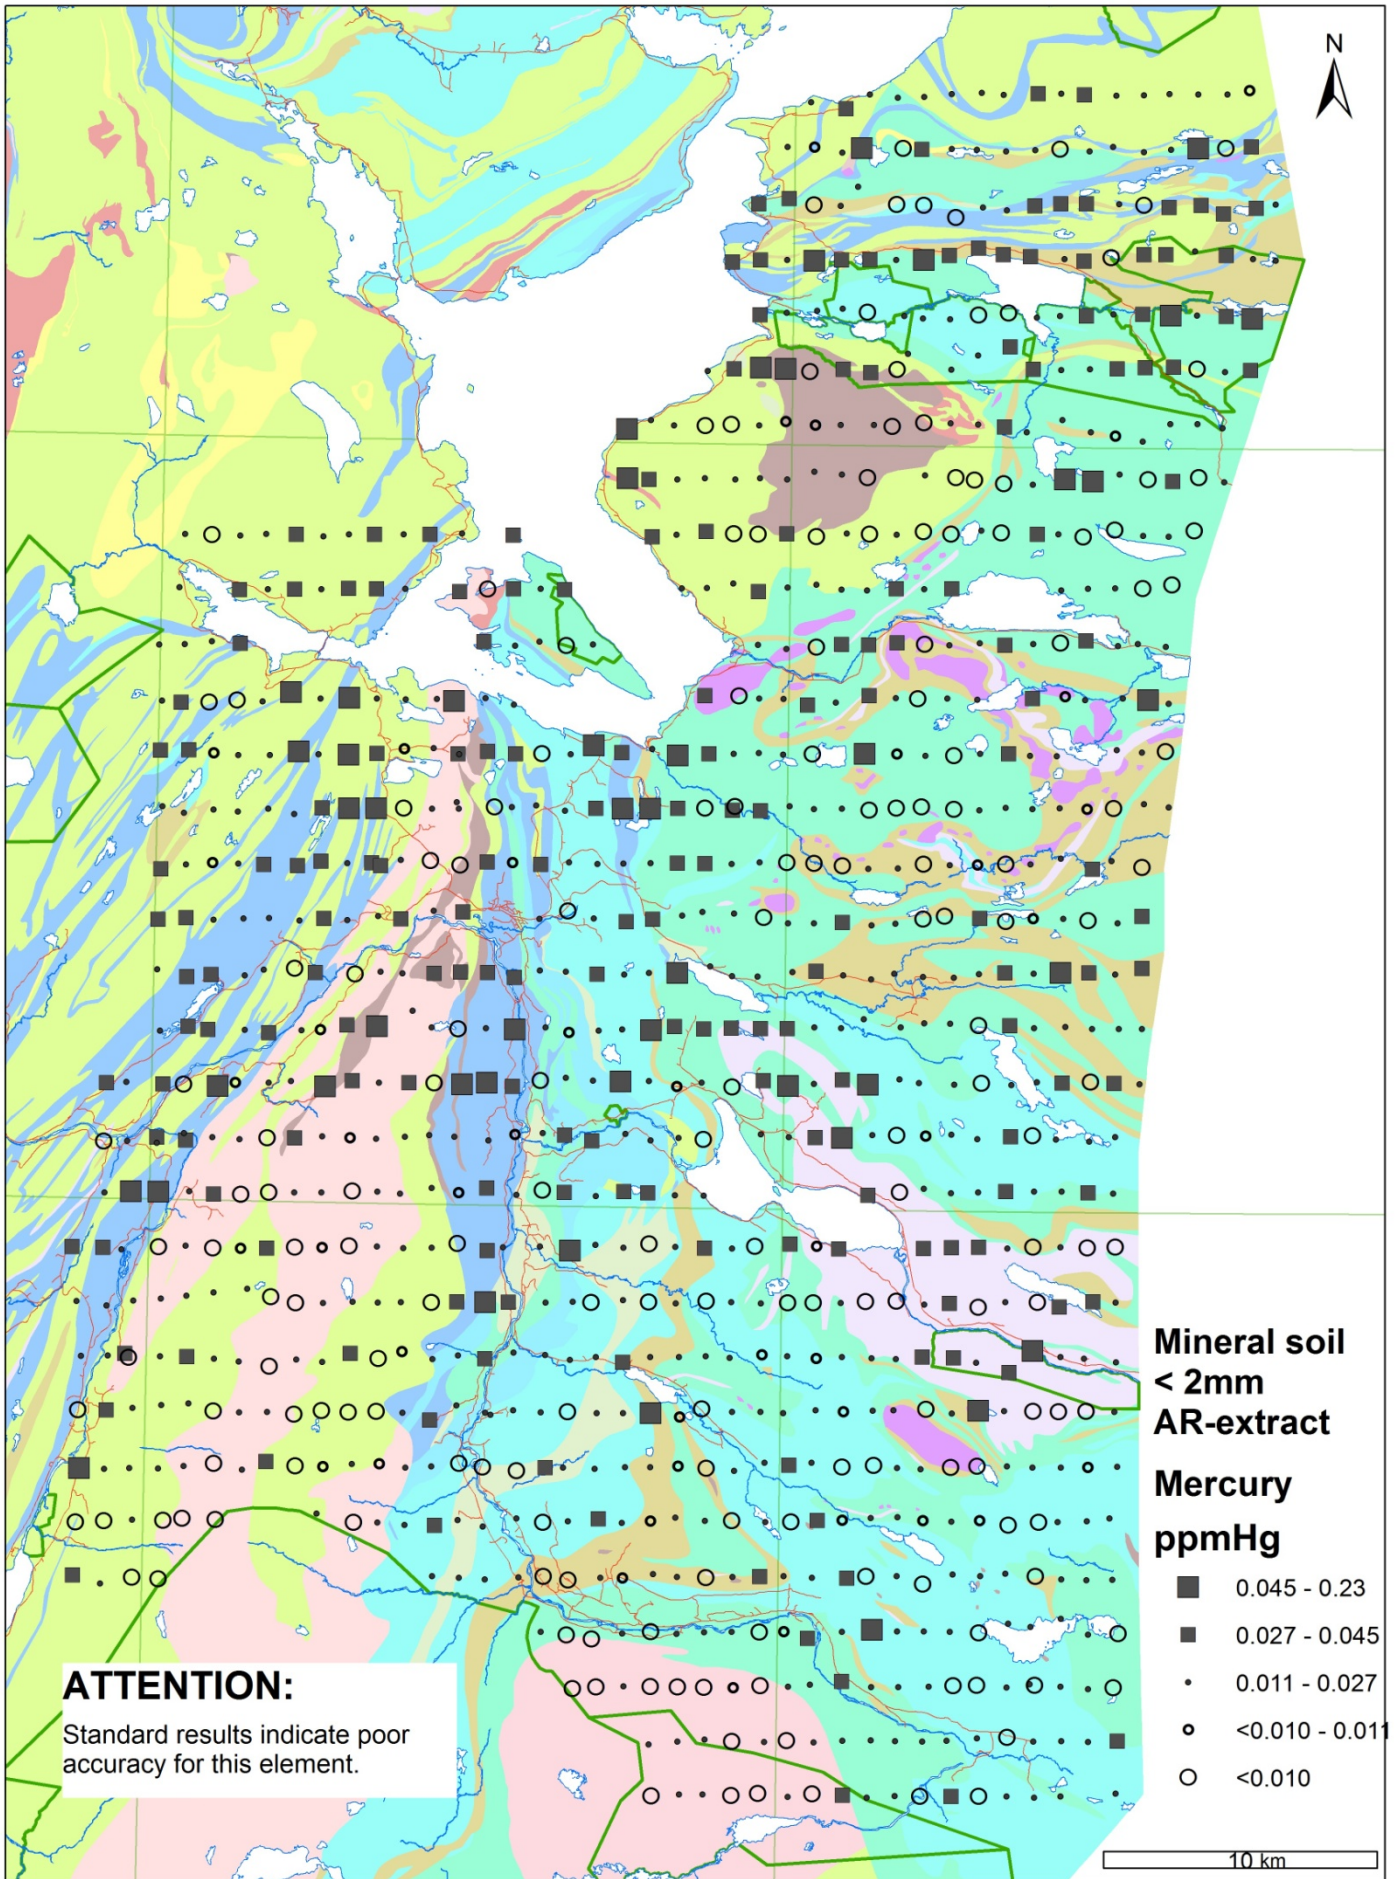 N
Mineral soil
< 2mm
AR-extract
Mercury
ppmHg
0.045 - 0.23
0.027 - 0.045
0.011 - 0.027
<0.010 - 0.011
<0.010
ATTENTION:
Standard results indicate poor
accuracy for this element.
10 km